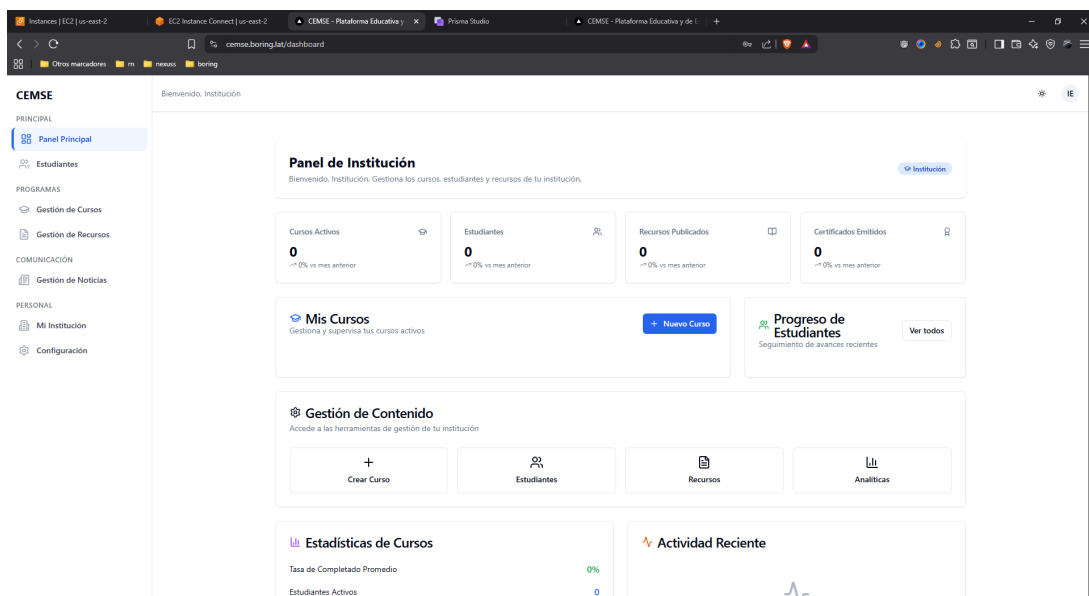 Instances | EC2 | us-east-2
EC2 Instance Connect | us-east-2
CEMSE - Plataforma Educativa y
Prisma Studio
CEMSE - Plataforma Educativa y de E
cemse.boring.lat/dashboard
Otros marcadores
rn
nexuss
boring
CEMSE
Bienvenido, Institución
IE
PRINCIPAL
Panel Principal
Estudiantes
PROGRAMAS
Gestión de Cursos
Gestión de Recursos
COMUNICACIÓN
Gestión de Noticias
PERSONAL
Mi Institución
Configuración
Panel de Institución
Bienvenido, Institución. Gestiona los cursos, estudiantes y recursos de tu institución.
Institución
Cursos Activos
0
0% vs mes anterior
Estudiantes
0
0% vs mes anterior
Recursos Publicados
0
0% vs mes anterior
Certificados Emitidos
0
0% vs mes anterior
Mis Cursos
Gestiona y supervisa tus cursos activos
+ Nuevo Curso
Progreso de
Estudiantes
Seguimiento de avances recientes
Ver todos
Gestión de Contenido
Accede a las herramientas de gestión de tu institución
Crear Curso
Estudiantes
Recursos
Analíticas
Estadísticas de Cursos
Tasa de Completado Promedio 0%
Estudiantes Activos 0
Actividad Reciente